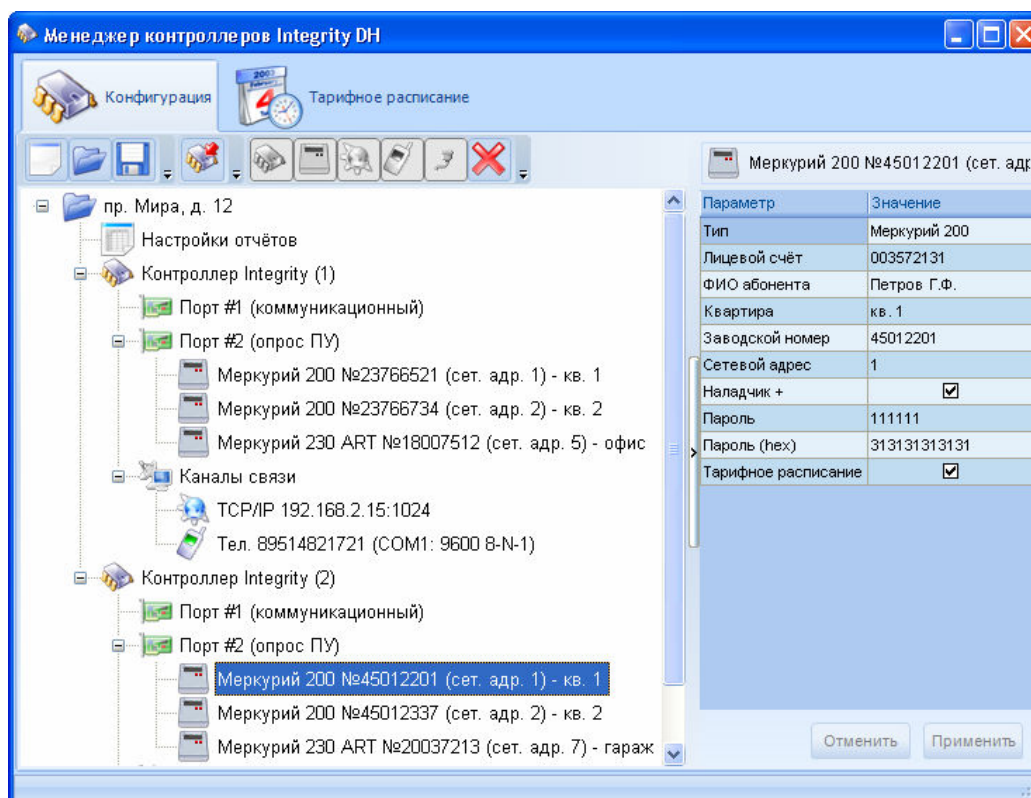 Менеджер контроллеров Integrity DH
Конфигурация
2003
February
4
Тарифное расписание
пр. Мира, д. 12
Настройки отчётов
Контроллер Integrity (1)
Порт #1 (коммуникационный)
Порт #2 (опрос ПУ)
Меркурий 200 №23766521 (сет. адр. 1) - кв. 1
Меркурий 200 №23766734 (сет. адр. 2) - кв. 2
Меркурий 230 ART №18007512 (сет. адр. 5) - офис
Каналы связи
TCP/IP 192.168.2.15:1024
Тел. 89514821721 (COM1: 9600 8-N-1)
Контроллер Integrity (2)
Порт #1 (коммуникационный)
Порт #2 (опрос ПУ)
Меркурий 200 №45012201 (сет. адр. 1) - кв. 1
Меркурий 200 №45012337 (сет. адр. 2) - кв. 2
Меркурий 230 ART №20037213 (сет. адр. 7) - гараж
Меркурий 200 №45012201 (сет. адр
Параметр Значение
Тип Меркурий 200
Лицевой счёт 003572131
ФИО абонента Петров Г.Ф.
Квартира кв. 1
Заводской номер 45012201
Сетевой адрес 1
Наладчик +
Пароль 111111
Пароль (hex) 313131313131
Тарифное расписание
Отменить Применить